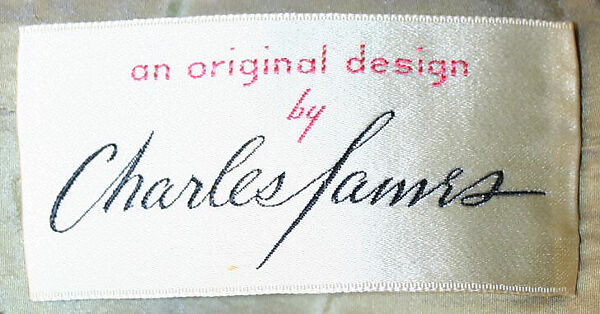 an original design
by
Charles James